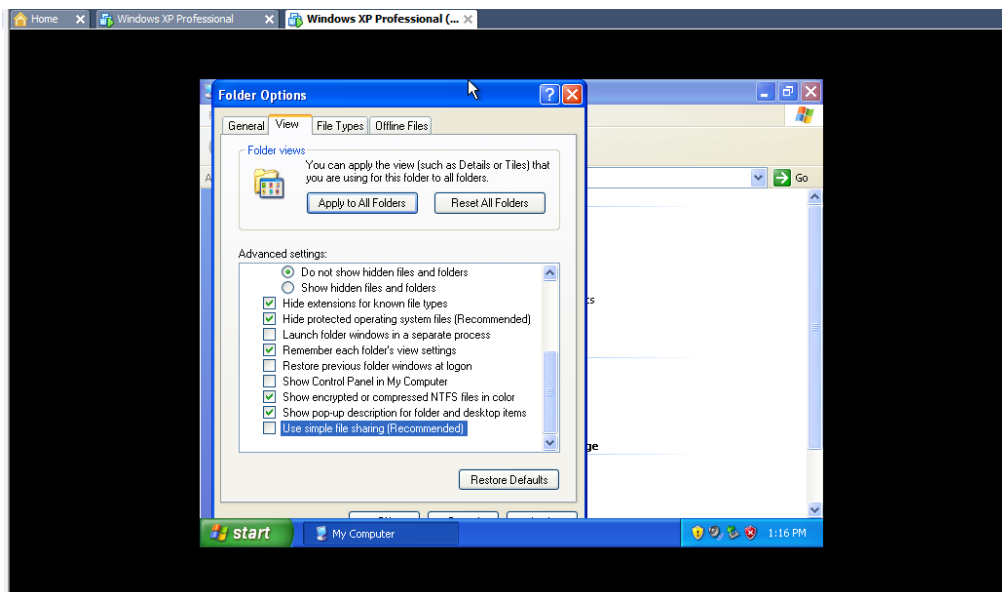 Home
Windows XP Professional
Windows XP Professional (...
Folder Options
General View File Types Offline Files
Folder views
You can apply the view (such as Details or Tiles) that
you are using for this folder to all folders.
Apply to All Folders Reset All Folders
Go
Advanced settings:
Do not show hidden files and folders
Show hidden files and folders
Hide extensions for known file types
Hide protected operating system files (Recommended)
Launch folder windows in a separate process
Remember each folder's view settings
Restore previous folder windows at logon
Show Control Panel in My Computer
Show encrypted or compressed NTFS files in color
Show pop-up description for folder and desktop items
Use simple file sharing (Recommended)
Restore Defaults
start
My Computer
1:16 PM